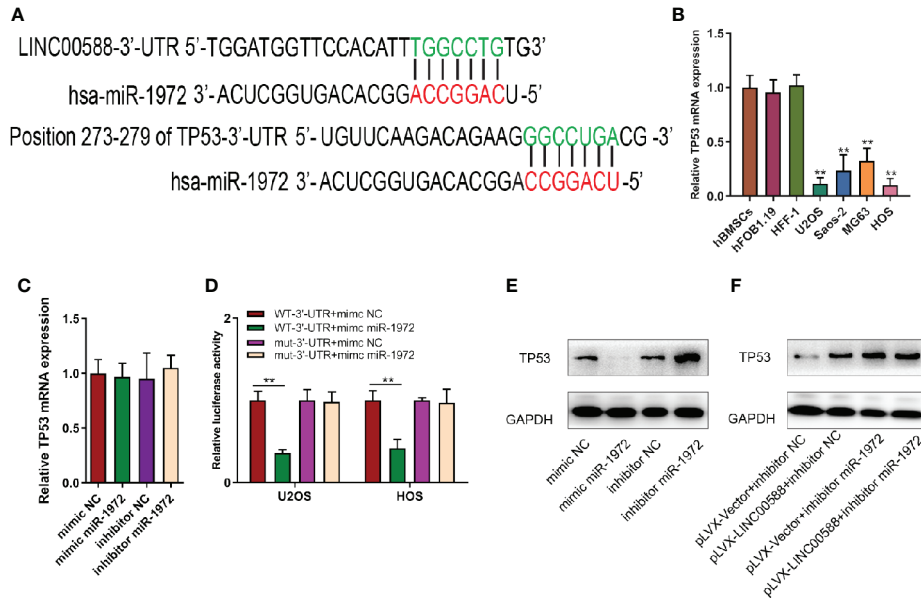 A
LINC00588-3'-UTR 5'-TGGATGGTTCCACATTTGGCCTGTG3'
hsa-miR-1972 3'-ACUCGGUGACACGGACCGGACU-5'
Position 273-279 of TP53-3'-UTR 5'-UGUUCAAGACAGAAGGGCCUGACG -3'
hsa-miR-1972 3'-ACUCGGUGACACGGACCGGACU-5'
B
Relative TP53 mRNA expression
1.5
1.0
0.5
0.0
** ** ** **
hBMSCs hFOB1.19 HFF-1 U2OS Saos-2 MG63 HOS
C
Relative TP53 mRNA expression
1.5
1.0
0.5
0.0
mimic NC
mimic miR-1972
inhibitor NC
inhibitor miR-1972
D
WT-3'-UTR+mimc NC
WT-3'-UTR+mimc miR-1972
mut-3'-UTR+mimc NC
mut-3'-UTR+mimc miR-1972
Relative luciferase activity
2
1
0
** **
U2OS HOS
E
TP53
GAPDH
mimic NC
mimic miR-1972
inhibitor NC
inhibitor miR-1972
F
TP53
GAPDH
pLVX-Vector+inhibitor NC
pLVX-LINC00588+inhibitor NC
pLVX-Vector+inhibitor miR-1972
pLVX-LINC00588+inhibitor miR-1972